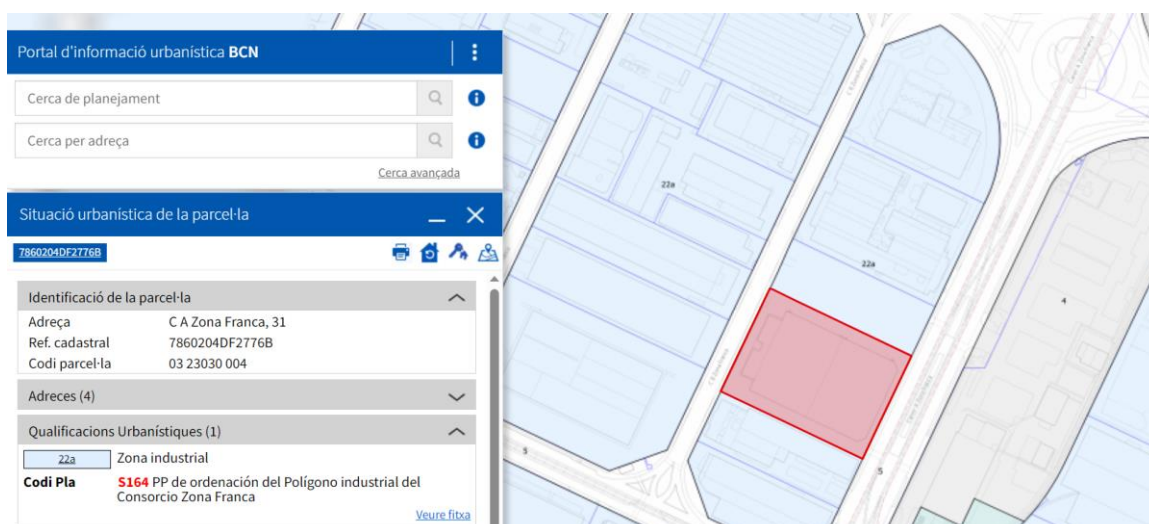 Portal d'informació urbanística BCN
Cerca de planejament
Cerca per adreça
Cerca avançada
Situació urbanística de la parcel·la
7860204DF2776B
Identificació de la parcel·la
Adreça C A Zona Franca, 31
Ref. cadastral 7860204DF2776B
Codi parcel·la 03 23030 004
Adreces (4)
Qualificacions Urbanístiques (1)
22a Zona industrial
Codi Pla S164 PP de ordenación del Polígono industrial del
Consorcio Zona Franca
Veure fitxa
22a
22a
4
5
5